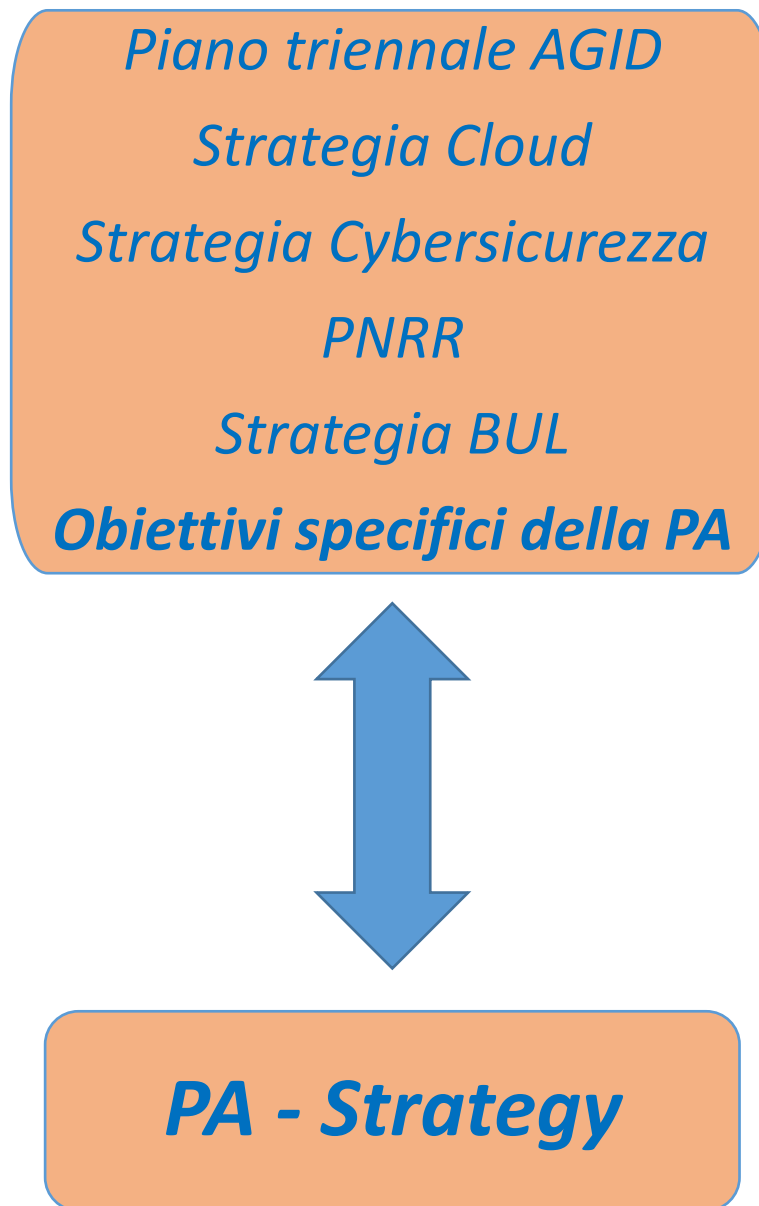 Piano triennale AGID
Strategia Cloud
Strategia Cybersicurezza
PNRR
Strategia BUL
Obiettivi specifici della PA
PA - Strategy